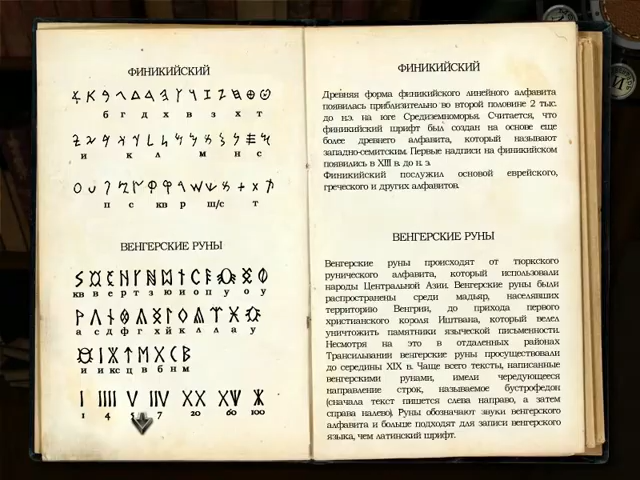 ФИНИКИЙСКИЙ
б г д х в з х т
и к л м н с
п с кв р ш/с т
ВЕНГЕРСКИЕ РУНЫ
кв в е р т з ю и о п у о у
а с д ф г х й к л л а у
и и кс ц в б н м
1 4 5 7 20 60 100
ФИНИКИЙСКИЙ
Древняя форма финикийского линейного алфавита
появилась приблизительно во второй половине 2 тыс.
до н.э. на юге Средиземноморья. Считается, что
финикийский шрифт был создан на основе еще
более древнего алфавита, который называют
западно-семитским. Первые надписи на финикийском
появились в XIII в. до н. э.
Финикийский послужил основой еврейского,
греческого и других алфавитов.
ВЕНГЕРСКИЕ РУНЫ
Венгерские руны происходят от тюркского
рунического алфавита, который использовали
народы Центральной Азии. Венгерские руны были
распространены среди мадьяр, населявших
территорию Венгрии, до прихода первого
христианского короля Иштвана, который велел
уничтожить памятники языческой письменности.
Несмотря на это в отдаленных районах
Трансильвании венгерские руны просуществовали
до середины XIX в. Чаще всего тексты, написанные
венгерскими рунами, имели чередующееся
направление строк, называемое бустрофедон
(сначала текст пишется слева направо, а затем
справа налево). Руны обозначают звуки венгерского
алфавита и больше подходят для записи венгерского
языка, чем латинский шрифт.